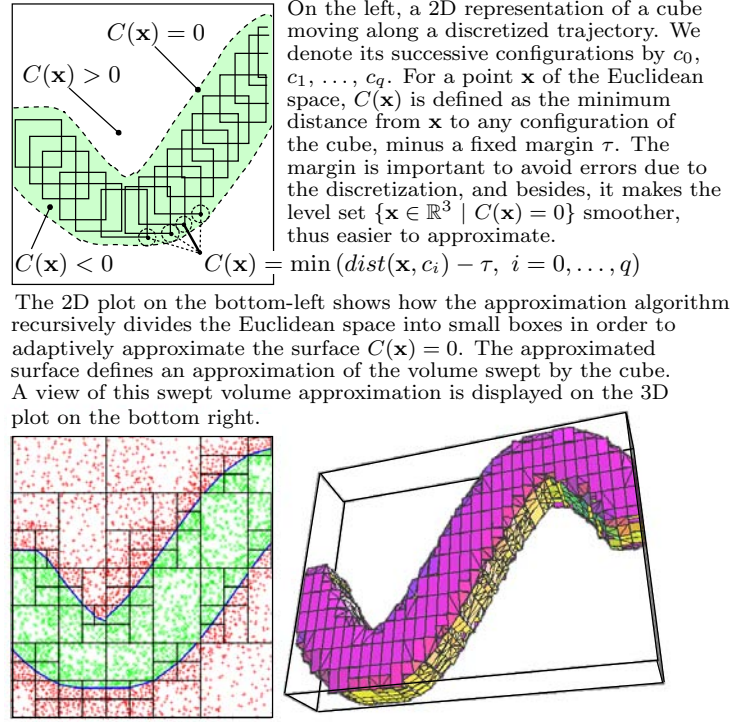 C(x) = 0
C(x) > 0
C(x) < 0
On the left, a 2D representation of a cube
moving along a discretized trajectory. We
denote its successive configurations by c₀,
c₁, . . . , c_q. For a point x of the Euclidean
space, C(x) is defined as the minimum
distance from x to any configuration of
the cube, minus a fixed margin τ. The
margin is important to avoid errors due to
the discretization, and besides, it makes the
level set {x ∈ ℝ³ | C(x) = 0} smoother,
thus easier to approximate.
C(x) = min (dist(x, c_i) − τ, i = 0, . . . , q)
The 2D plot on the bottom-left shows how the approximation algorithm
recursively divides the Euclidean space into small boxes in order to
adaptively approximate the surface C(x) = 0. The approximated
surface defines an approximation of the volume swept by the cube.
A view of this swept volume approximation is displayed on the 3D
plot on the bottom right.